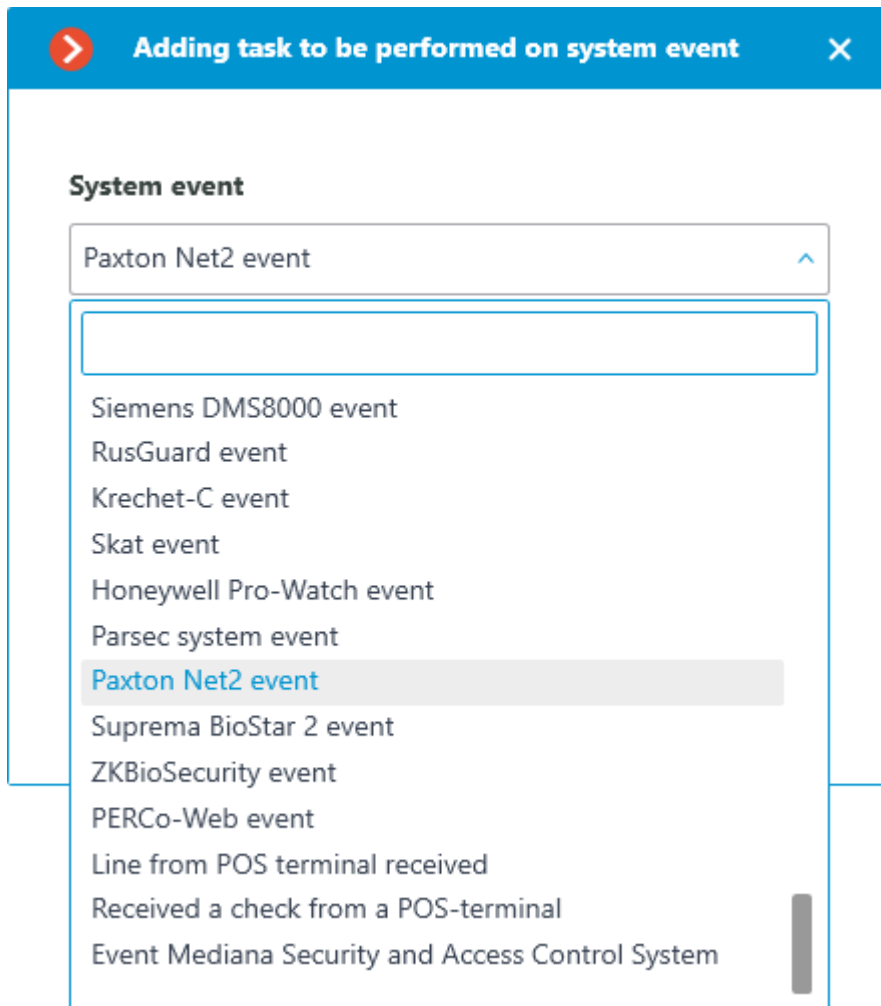 Adding task to be performed on system event
System event
Paxton Net2 event
Siemens DMS8000 event
RusGuard event
Krechet-C event
Skat event
Honeywell Pro-Watch event
Parsec system event
Paxton Net2 event
Suprema BioStar 2 event
ZKBioSecurity event
PERCo-Web event
Line from POS terminal received
Received a check from a POS-terminal
Event Mediana Security and Access Control System